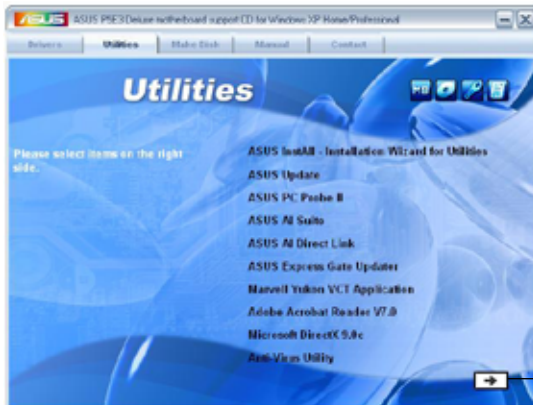 ASUS P5E3 Deluxe motherboard support CD for Windows XP Home/Professional
Drivers Utilities Make Disk Manual Contact
Utilities
Please select items on the right side.
ASUS InstAll - Installation Wizard for Utilities
ASUS Update
ASUS PC Probe II
ASUS AI Suite
ASUS AI Direct Link
ASUS Express Gate Updater
Marvell Yukon VCT Application
Adobe Acrobat Reader V7.0
Microsoft DirectX 9.0c
Anti-Virus Utility